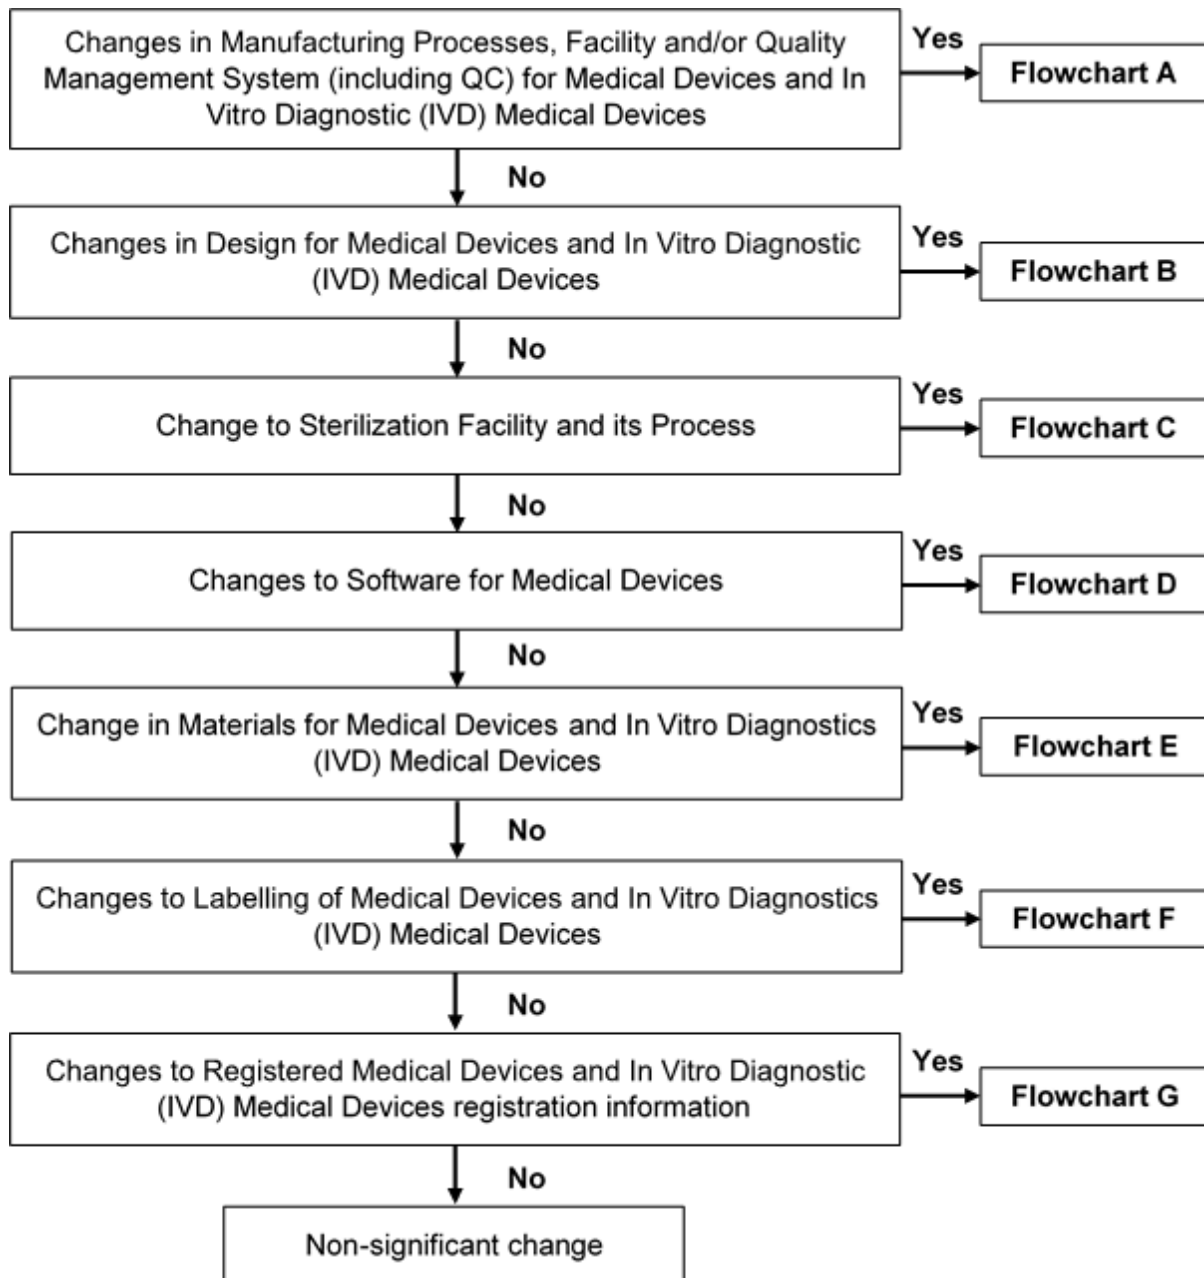 Changes in Manufacturing Processes, Facility and/or Quality
Management System (including QC) for Medical Devices and In
Vitro Diagnostic (IVD) Medical Devices
Yes
Flowchart A
No
Changes in Design for Medical Devices and In Vitro Diagnostic
(IVD) Medical Devices
Yes
Flowchart B
No
Change to Sterilization Facility and its Process
Yes
Flowchart C
No
Changes to Software for Medical Devices
Yes
Flowchart D
No
Change in Materials for Medical Devices and In Vitro Diagnostics
(IVD) Medical Devices
Yes
Flowchart E
No
Changes to Labelling of Medical Devices and In Vitro Diagnostics
(IVD) Medical Devices
Yes
Flowchart F
No
Changes to Registered Medical Devices and In Vitro Diagnostic
(IVD) Medical Devices registration information
Yes
Flowchart G
No
Non-significant change